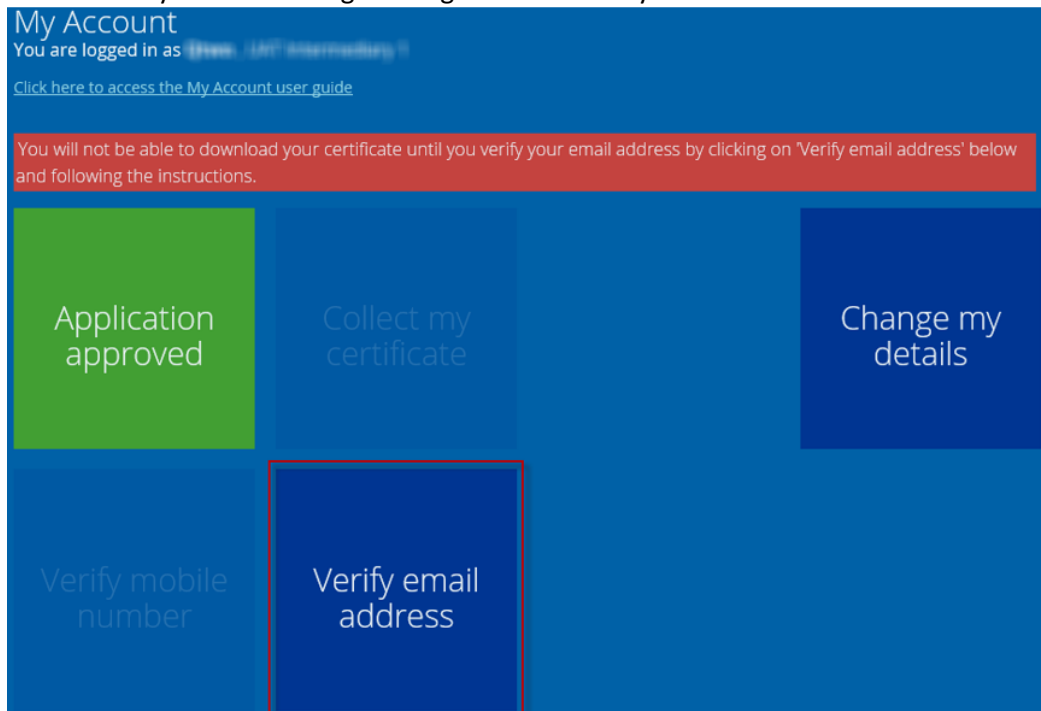 My Account
You are logged in as
Click here to access the My Account user guide
You will not be able to download your certificate until you verify your email address by clicking on 'Verify email address' below
and following the instructions.
Application
approved
Collect my
certificate
Change my
details
Verify mobile
number
Verify email
address